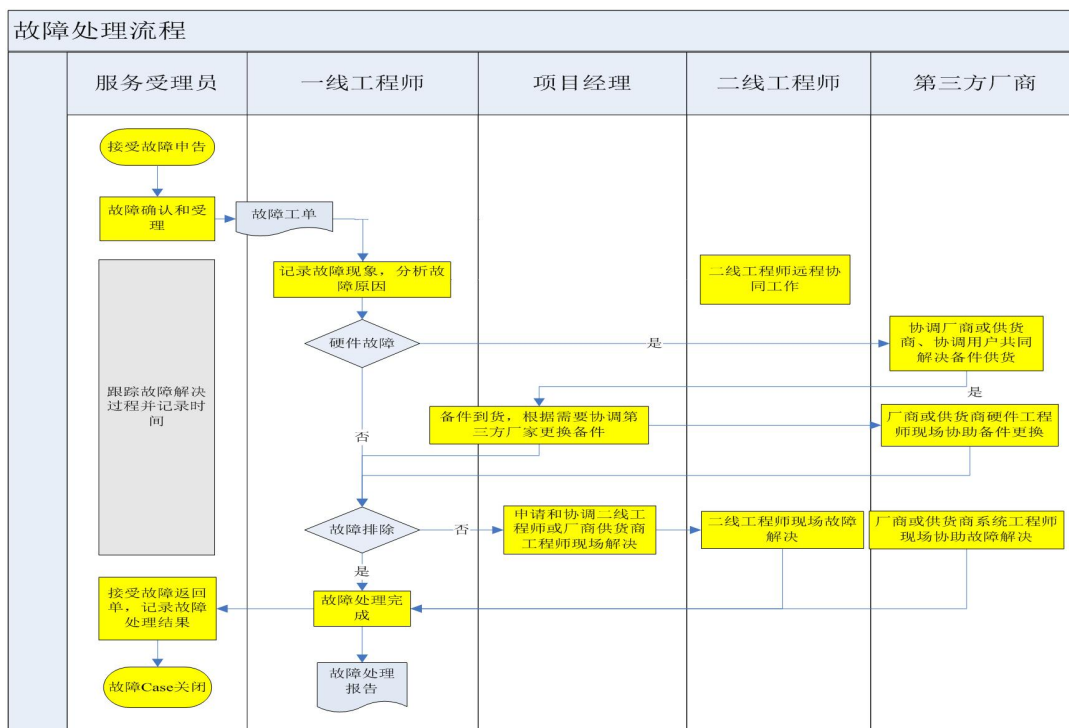 故障处理流程
服务受理员
一线工程师
项目经理
二线工程师
第三方厂商
接受故障申告
故障确认和受
理
故障工单
记录故障现象，分析故
障原因
二线工程师远程协
同工作
硬件故障
是
协调厂商或供货
商、协调用户共同
解决备件供货
跟踪故障解决
过程并记录时
间
否
备件到货，根据需要协调第
三方厂家更换备件
是
厂商或供货商硬件工程
师现场协助备件更换
故障排除
否
申请和协调二线工
程师或厂商供货商
工程师现场解决
二线工程师现场故障
解决
厂商或供货商系统工程师
现场协助故障解决
是
接受故障返回
单，记录故障
处理结果
故障处理完
成
故障Case关闭
故障处理
报告